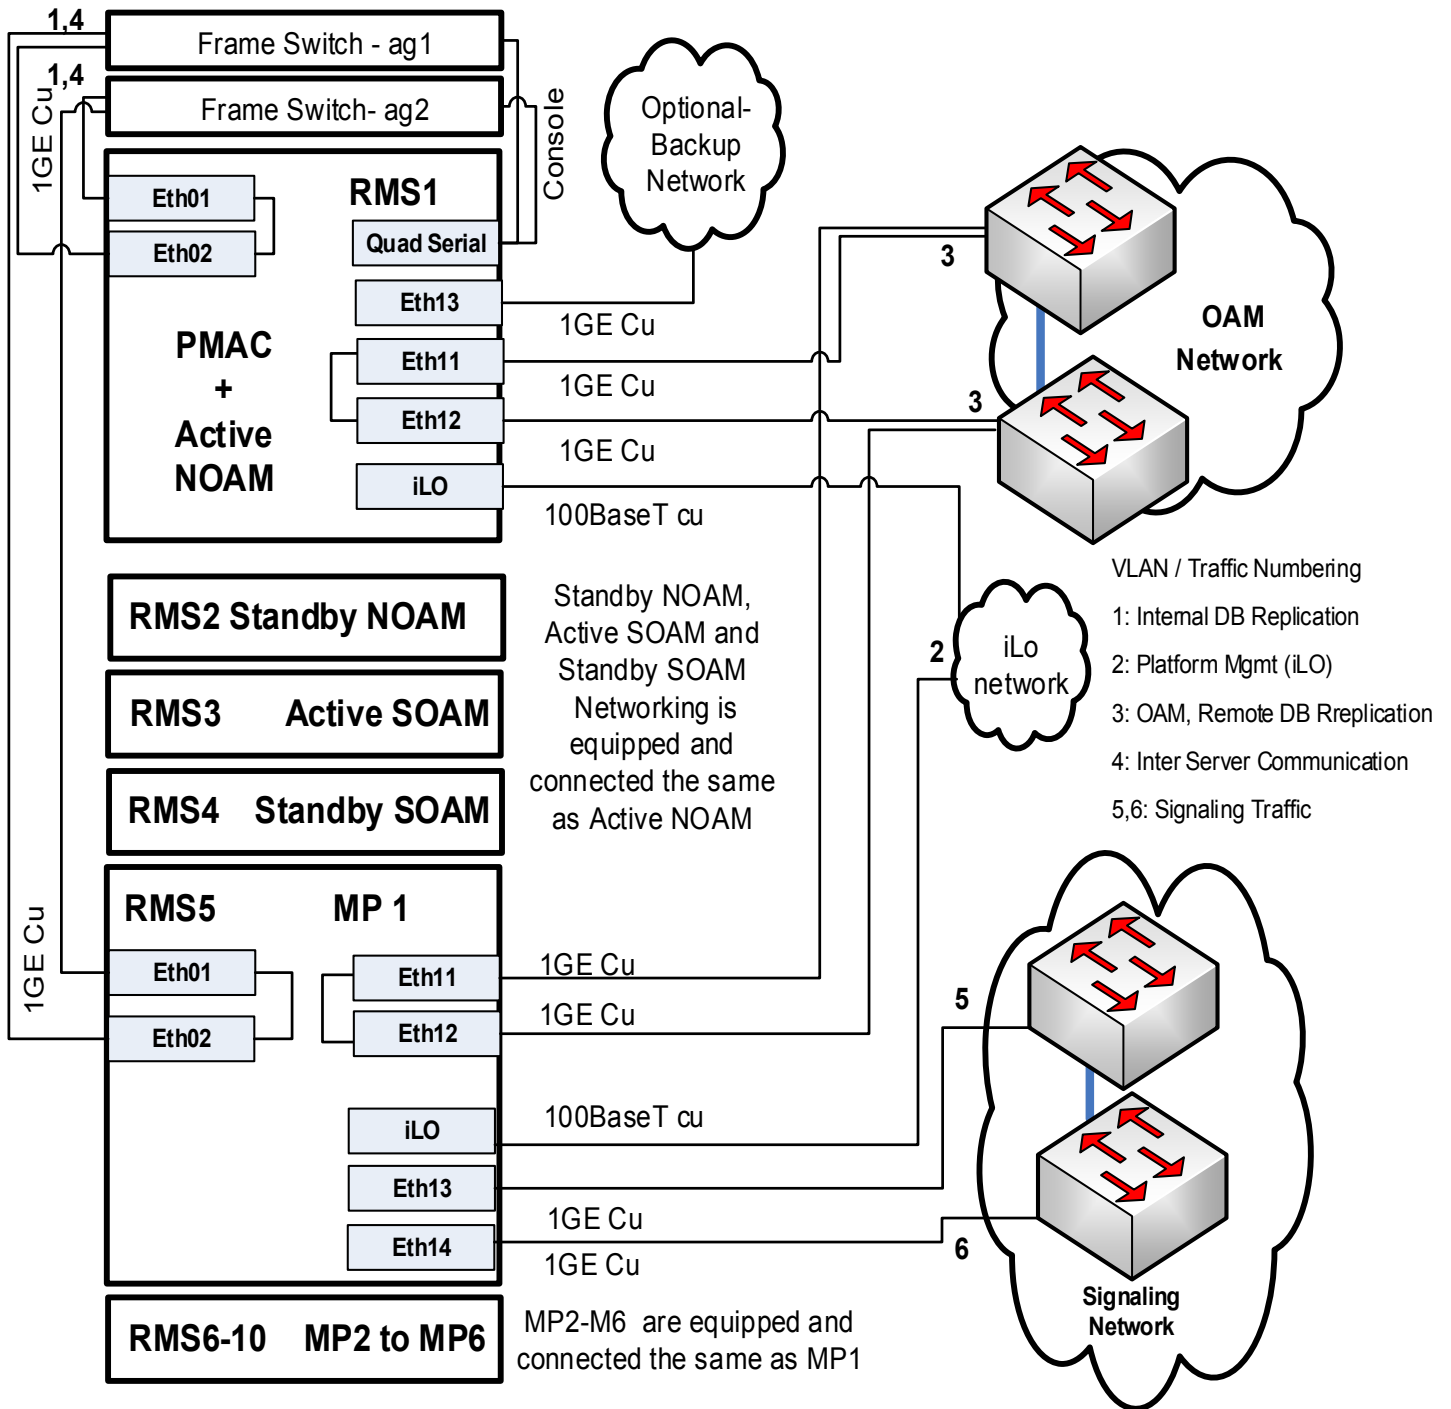 1,4
Frame Switch - ag1
1,4
Frame Switch- ag2
1GE Cu
Console
Optional-
Backup
Network
Eth01
Eth02
RMS1
Quad Serial
Eth13
1GE Cu
Eth11
1GE Cu
Eth12
1GE Cu
iLO
100BaseT cu
PMAC
+
Active
NOAM
3
3
OAM
Network
RMS2 Standby NOAM
RMS3 Active SOAM
RMS4 Standby SOAM
Standby NOAM,
Active SOAM and
Standby SOAM
Networking is
equipped and
connected the same
as Active NOAM
2
iLo
network
VLAN / Traffic Numbering
1: Internal DB Replication
2: Platform Mgmt (iLO)
3: OAM, Remote DB Rreplication
4: Inter Server Communication
5,6: Signaling Traffic
1GE Cu
RMS5 MP 1
Eth01
Eth02
Eth11
1GE Cu
Eth12
1GE Cu
iLO
100BaseT cu
Eth13
1GE Cu
Eth14
1GE Cu
5
6
Signaling
Network
RMS6-10 MP2 to MP6
MP2-M6 are equipped and
connected the same as MP1